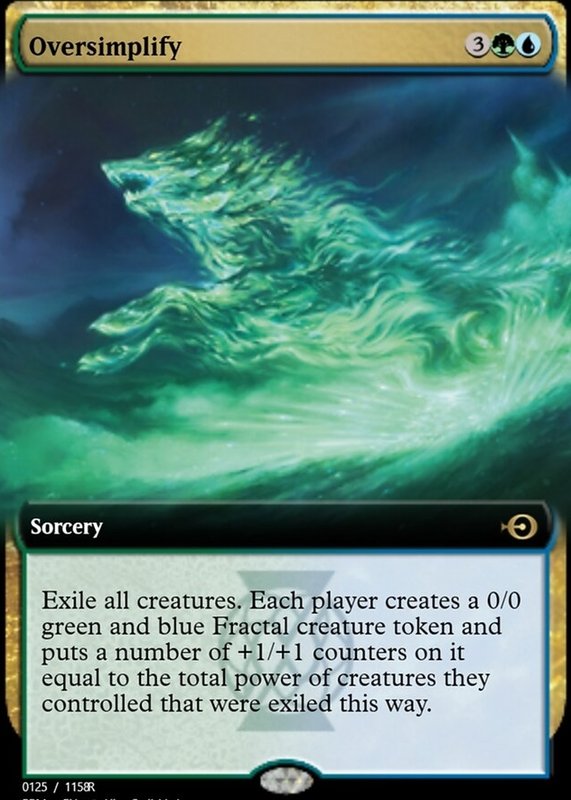 Oversimplify 3
Sorcery
Exile all creatures. Each player creates a 0/0
green and blue Fractal creature token and
puts a number of +1/+1 counters on it
equal to the total power of creatures they
controlled that were exiled this way.
0125 / 1158R